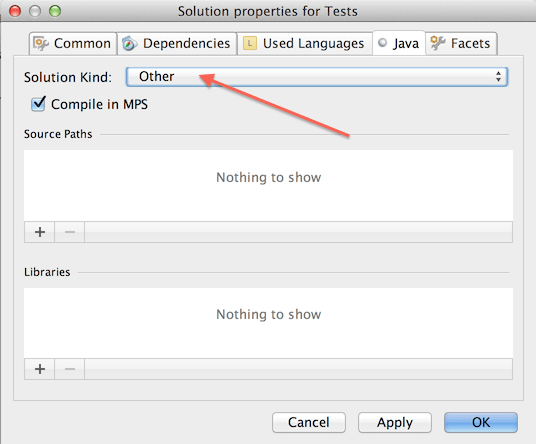 Solution properties for Tests
Common Dependencies L Used Languages Java Facets
Solution Kind: Other
Compile in MPS
Source Paths
Nothing to show
+ −
Libraries
Nothing to show
+ −
Cancel Apply OK